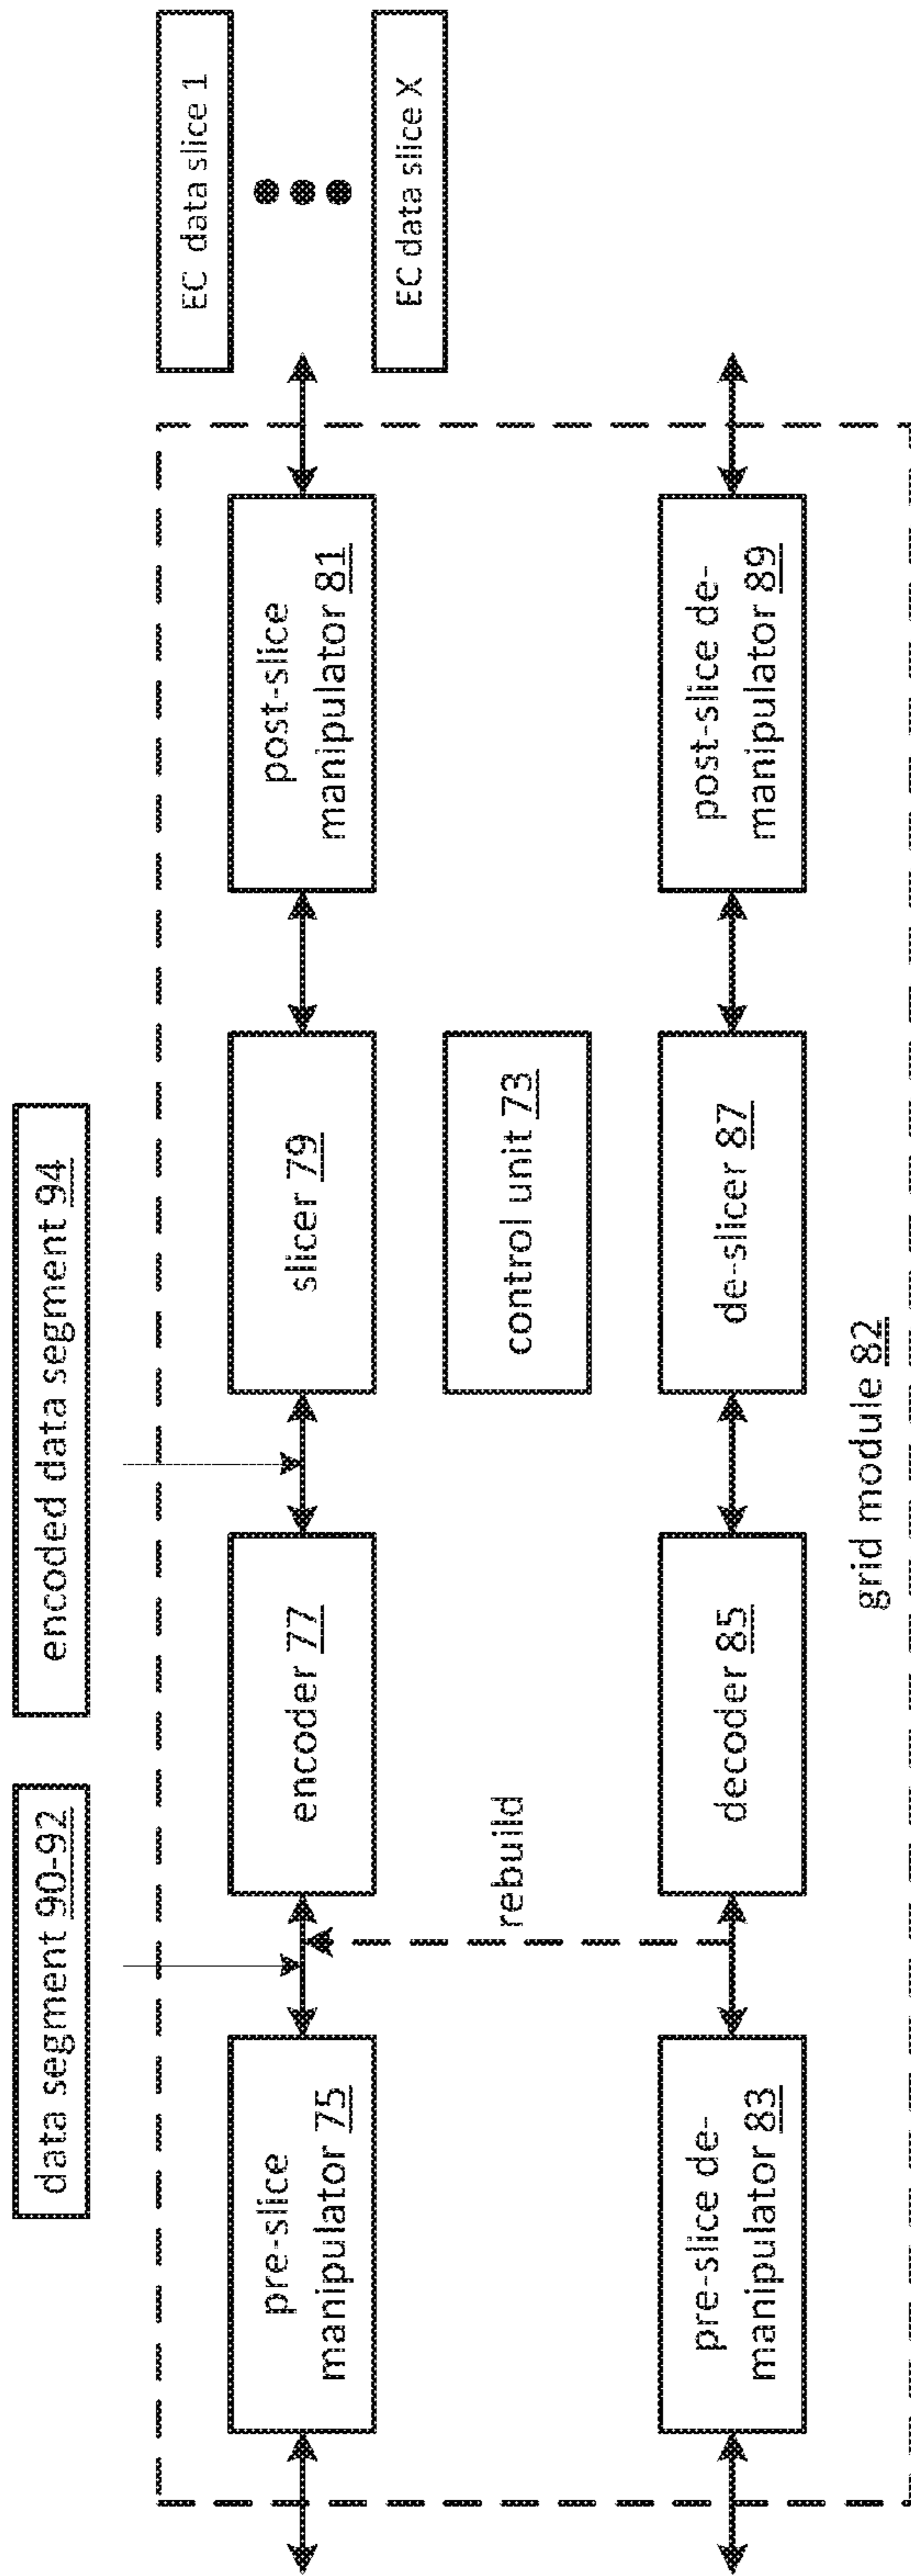 data segment 90-92
encoded data segment 94
EC data slice 1
EC data slice X
pre-slice
manipulator 75
encoder 77
slicer 79
post-slice
manipulator 81
rebuild
control unit 73
pre-slice de-
manipulator 83
decoder 85
de-slicer 87
post-slice de-
manipulator 89
grid module 82